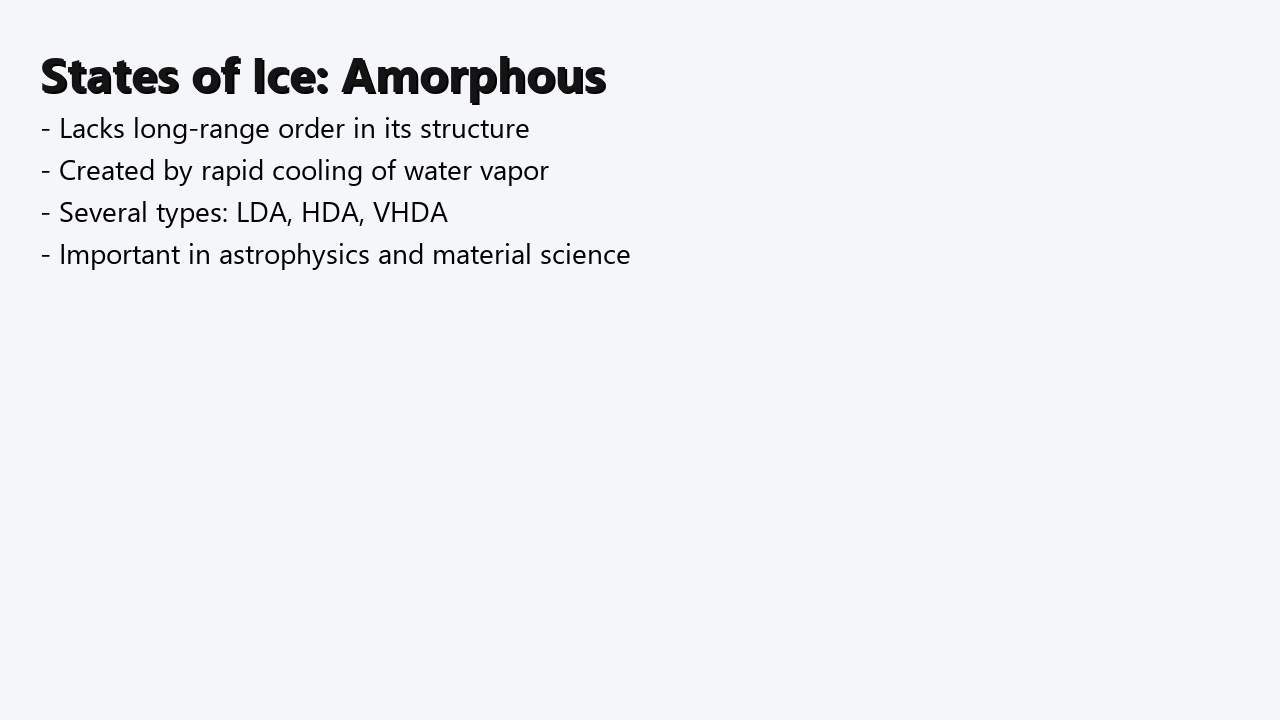 States of Ice: Amorphous
- Lacks long-range order in its structure
- Created by rapid cooling of water vapor
- Several types: LDA, HDA, VHDA
- Important in astrophysics and material science